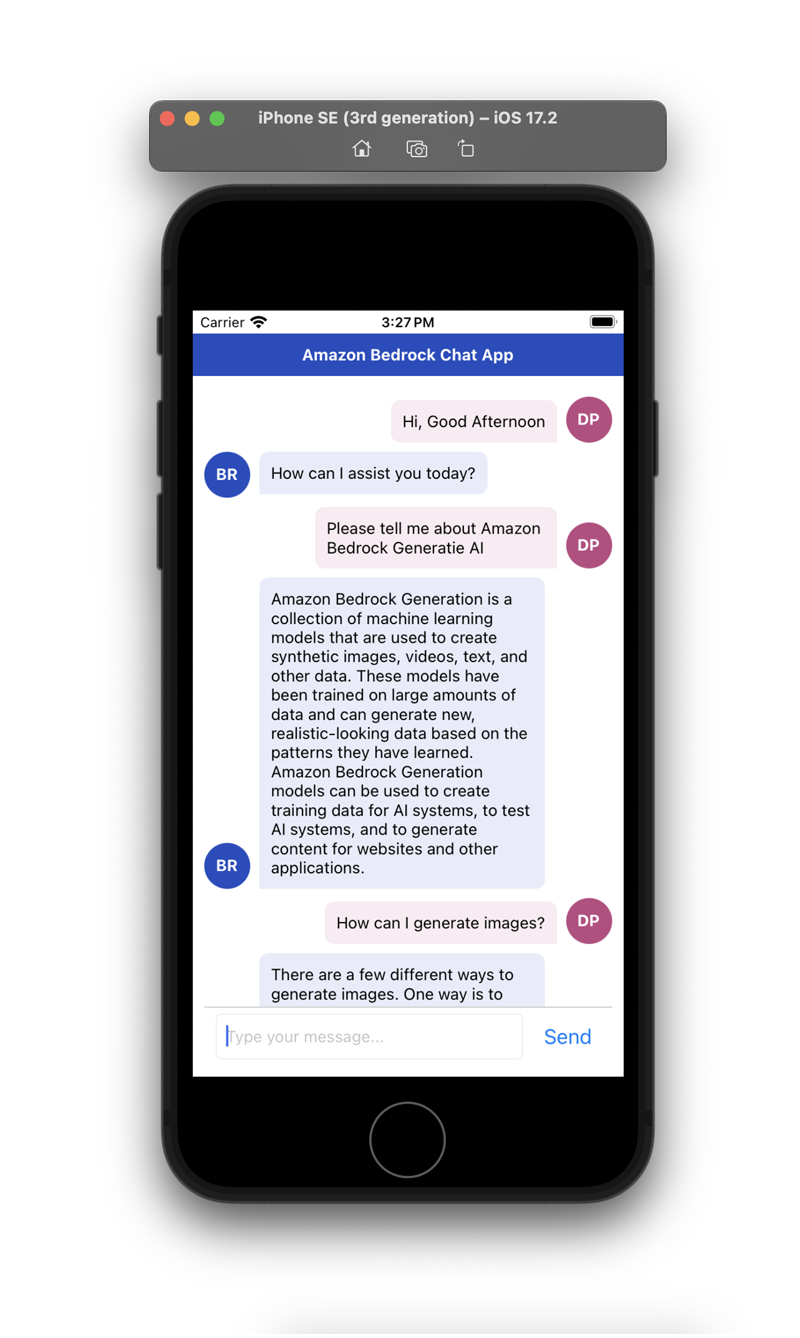 iPhone SE (3rd generation) – iOS 17.2
Carrier 3:27 PM
Amazon Bedrock Chat App
Hi, Good Afternoon
DP
BR
How can I assist you today?
Please tell me about Amazon
Bedrock Generatie AI
DP
Amazon Bedrock Generation is a
collection of machine learning
models that are used to create
synthetic images, videos, text, and
other data. These models have
been trained on large amounts of
data and can generate new,
realistic-looking data based on the
patterns they have learned.
Amazon Bedrock Generation
models can be used to create
training data for AI systems, to test
AI systems, and to generate
content for websites and other
applications.
BR
How can I generate images?
DP
There are a few different ways to
generate images. One way is to
Type your message...
Send